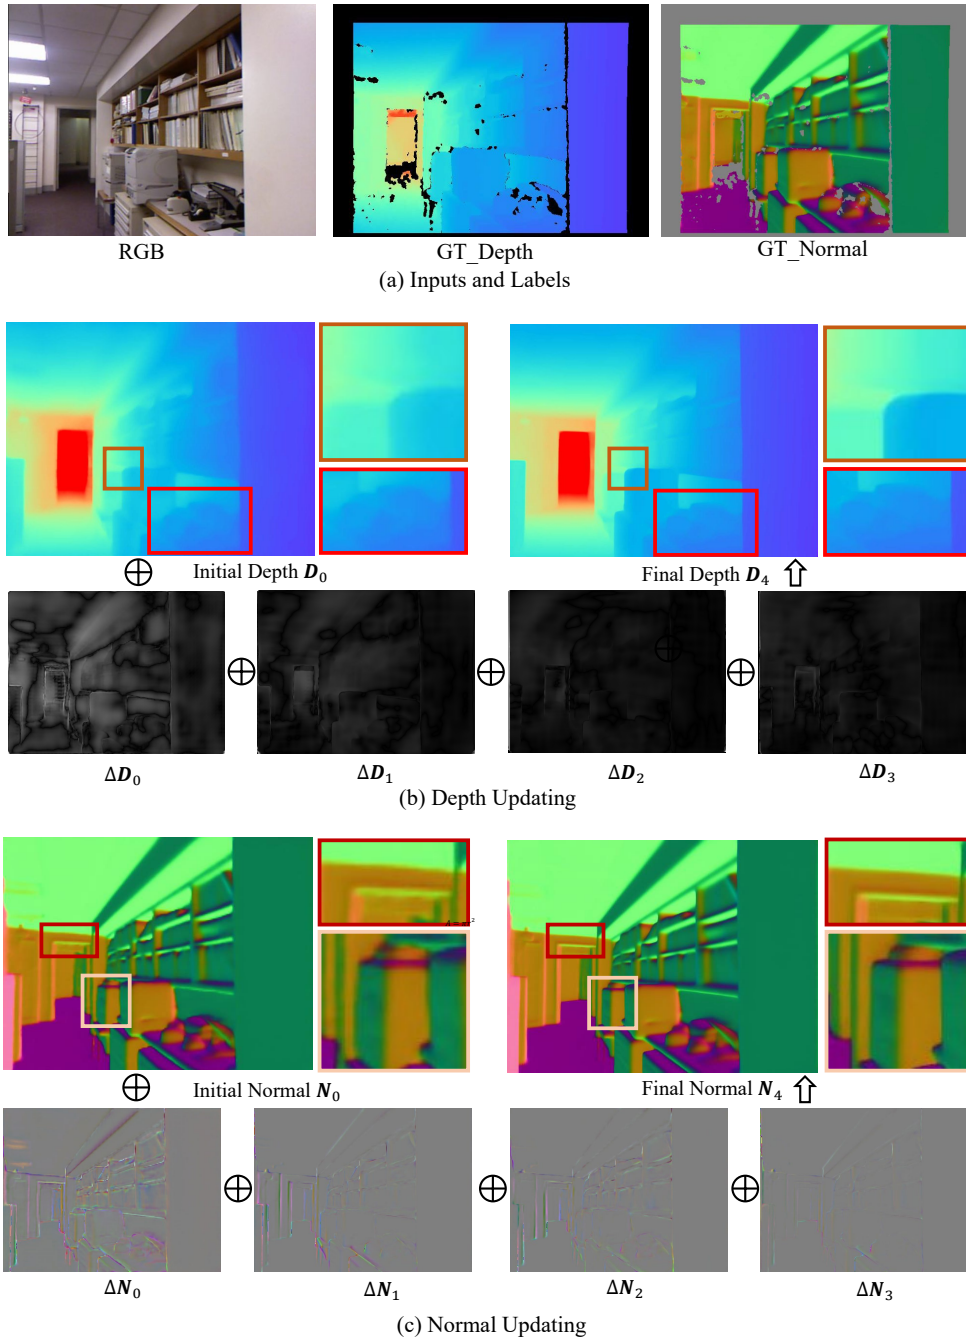 RGB
GT_Depth
GT_Normal
(a) Inputs and Labels
Initial Depth D₀
Final Depth D₄
ΔD₀
ΔD₁
ΔD₂
ΔD₃
(b) Depth Updating
Initial Normal N₀
Final Normal N₄
ΔN₀
ΔN₁
ΔN₂
ΔN₃
(c) Normal Updating